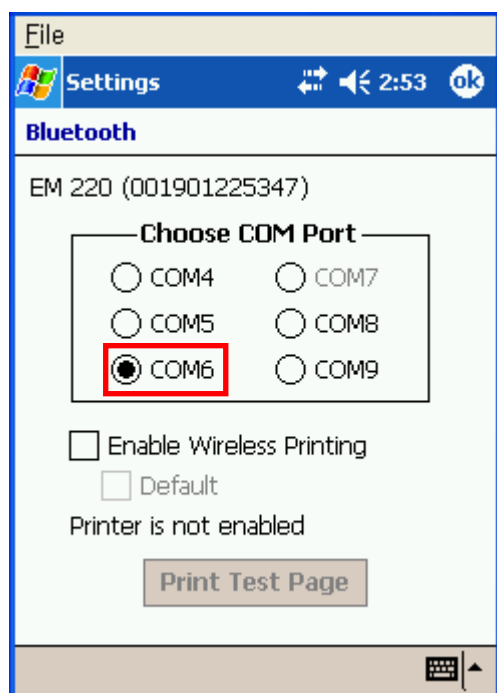 File
Settings 2:53 ok
Bluetooth
EM 220 (001901225347)
Choose COM Port
COM4 COM7
COM5 COM8
COM6 COM9
Enable Wireless Printing
Default
Printer is not enabled
Print Test Page